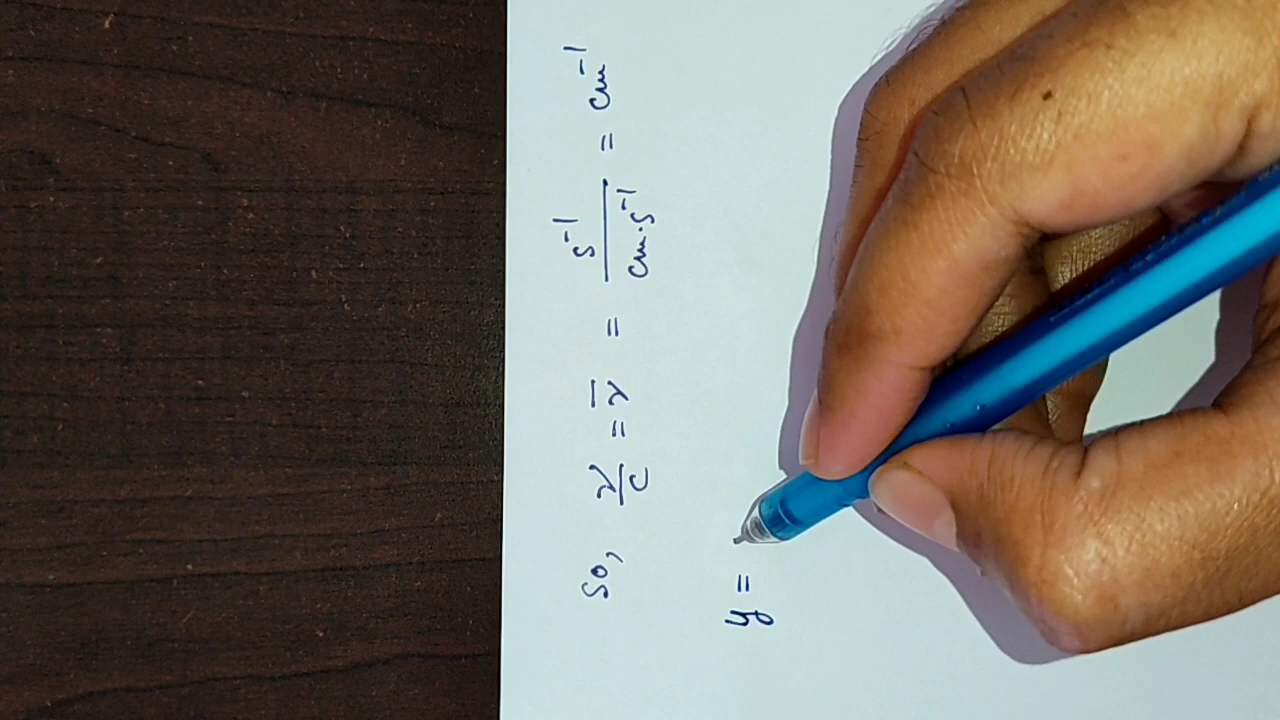 so, ν/c = ν̅ = s⁻¹/cm·s⁻¹ = cm⁻¹
y =